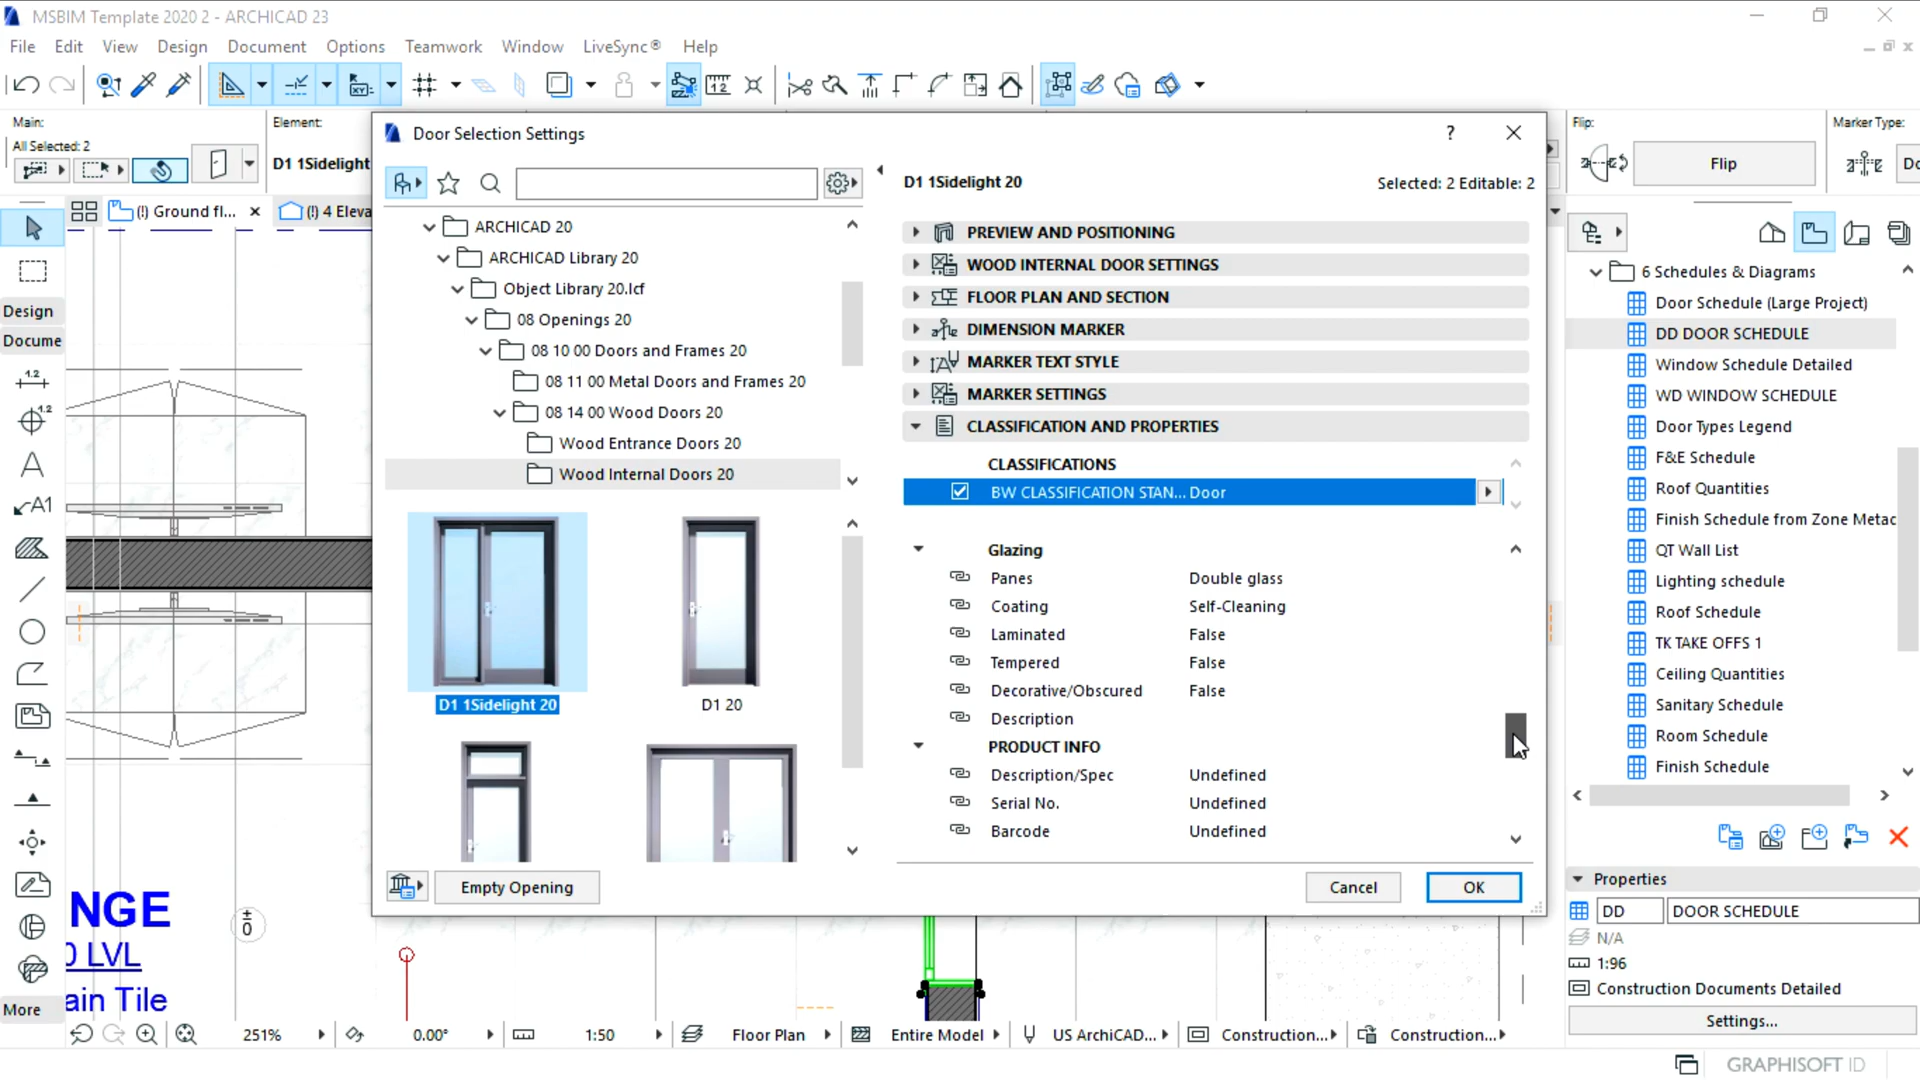 MSBIM Template 2020 2 - ARCHICAD 23
File Edit View Design Document Options Teamwork Window LiveSync® Help
Main:
All Selected: 2
Element:
D1 1Sidelight
Door Selection Settings
?
Flip:
Flip
Marker Type:
(!) Ground fl...
(!) 4 Eleva
Design
Docume
More
ARCHICAD 20
ARCHICAD Library 20
Object Library 20.lcf
08 Openings 20
08 10 00 Doors and Frames 20
08 11 00 Metal Doors and Frames 20
08 14 00 Wood Doors 20
Wood Entrance Doors 20
Wood Internal Doors 20
D1 1Sidelight 20
D1 20
Empty Opening
D1 1Sidelight 20
Selected: 2 Editable: 2
PREVIEW AND POSITIONING
WOOD INTERNAL DOOR SETTINGS
FLOOR PLAN AND SECTION
DIMENSION MARKER
MARKER TEXT STYLE
MARKER SETTINGS
CLASSIFICATION AND PROPERTIES
CLASSIFICATIONS
BW CLASSIFICATION STAN... Door
Glazing
Panes Double glass
Coating Self-Cleaning
Laminated False
Tempered False
Decorative/Obscured False
Description
PRODUCT INFO
Description/Spec Undefined
Serial No. Undefined
Barcode Undefined
Cancel
OK
6 Schedules & Diagrams
Door Schedule (Large Project)
DD DOOR SCHEDULE
Window Schedule Detailed
WD WINDOW SCHEDULE
Door Types Legend
F&E Schedule
Roof Quantities
Finish Schedule from Zone Metac
QT Wall List
Lighting schedule
Roof Schedule
TK TAKE OFFS 1
Ceiling Quantities
Sanitary Schedule
Room Schedule
Finish Schedule
Properties
DD DOOR SCHEDULE
N/A
1:96
Construction Documents Detailed
Settings...
NGE
0 LVL
ain Tile
251% 0.00° 1:50 Floor Plan Entire Model US ArchiCAD... Construction... Construction...
GRAPHISOFT ID